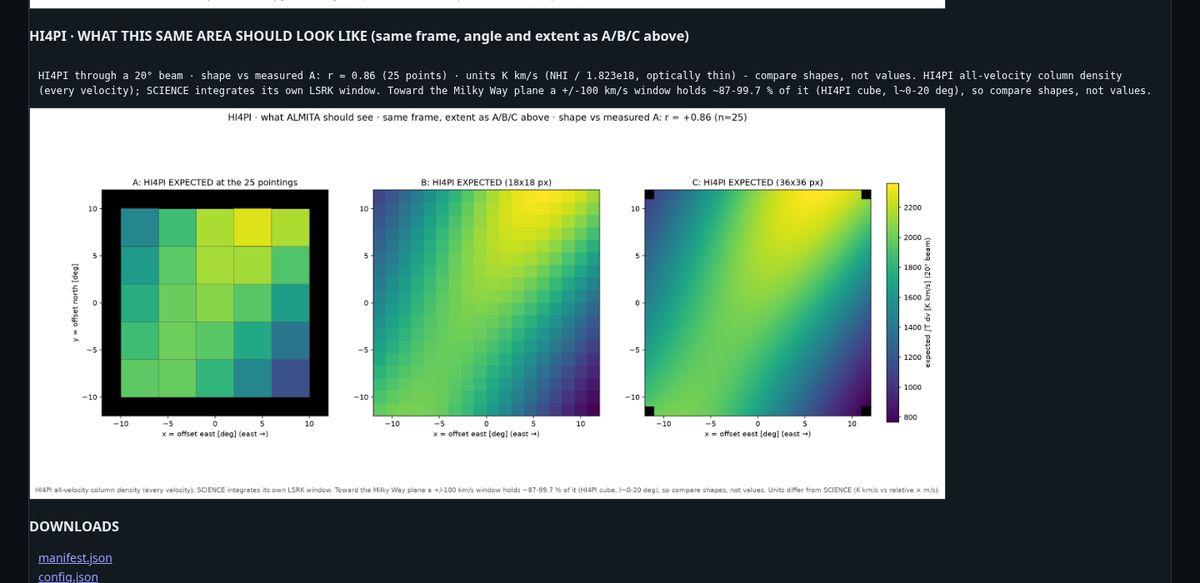 HI4PI · WHAT THIS SAME AREA SHOULD LOOK LIKE (same frame, angle and extent as A/B/C above)
HI4PI through a 20° beam · shape vs measured A: r = 0.86 (25 points) · units K km/s (NHI / 1.823e18, optically thin) - compare shapes, not values. HI4PI all-velocity column density
(every velocity); SCIENCE integrates its own LSRK window. Toward the Milky Way plane a +/-100 km/s window holds ~87-99.7 % of it (HI4PI cube, l~0-20 deg), so compare shapes, not values.
HI4PI · what ALMITA should see · same frame, extent as A/B/C above · shape vs measured A: r = +0.86 (n=25)
A: HI4PI EXPECTED at the 25 pointings
B: HI4PI EXPECTED (18x18 px)
C: HI4PI EXPECTED (36x36 px)
y = offset north [deg]
10
5
0
−5
−10
−10 −5 0 5 10
x = offset east [deg] (east →)
10
5
0
−5
−10
−10 −5 0 5 10
x = offset east [deg] (east →)
10
5
0
−5
−10
−10 −5 0 5 10
x = offset east [deg] (east →)
2200
2000
1800
1600
1400
1200
1000
800
expected ∫T dv [K km/s] (20° beam)
HI4PI all-velocity column density (every velocity); SCIENCE integrates its own LSRK window. Toward the Milky Way plane a +/-100 km/s window holds ~87-99.7 % of it (HI4PI cube, l~0-20 deg), so compare shapes, not values. Units differ from SCIENCE (K km/s vs relative × m/s)
DOWNLOADS
manifest.json
config.json